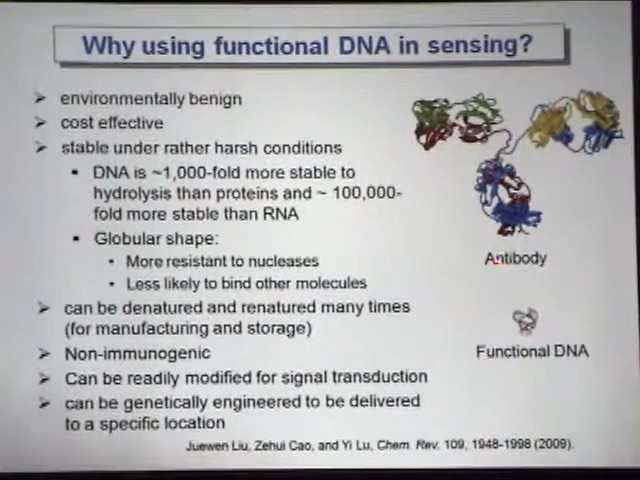 Why using functional DNA in sensing?
environmentally benign
cost effective
stable under rather harsh conditions
DNA is ~1,000-fold more stable to
hydrolysis than proteins and ~ 100,000-
fold more stable than RNA
Globular shape:
More resistant to nucleases
Less likely to bind other molecules
can be denatured and renatured many times
(for manufacturing and storage)
Non-immunogenic
Can be readily modified for signal transduction
can be genetically engineered to be delivered
to a specific location
Antibody
Functional DNA
Juewen Liu, Zehui Cao, and Yi Lu, Chem. Rev. 109, 1948-1998 (2009).